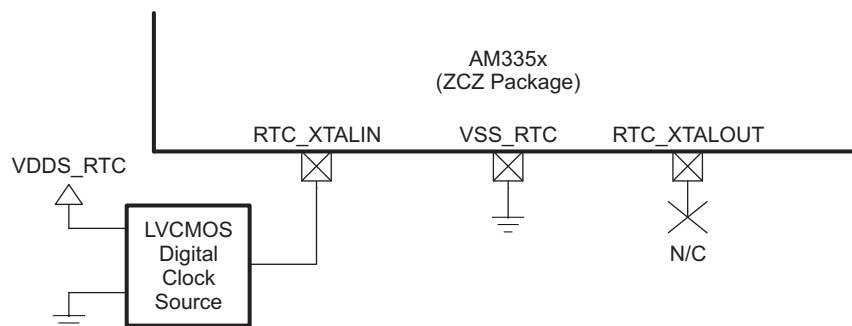 AM335x
(ZCZ Package)
RTC_XTALIN
VSS_RTC
RTC_XTALOUT
VDDS_RTC
LVCMOS
Digital
Clock
Source
N/C